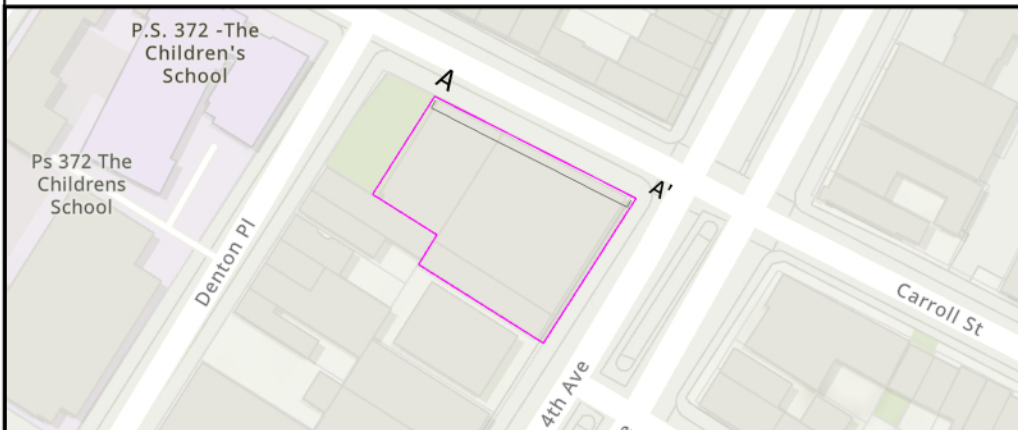 P.S. 372 -The
Children's
School
A
Ps 372 The
Childrens
School
A'
Denton Pl
Carroll St
4th Ave